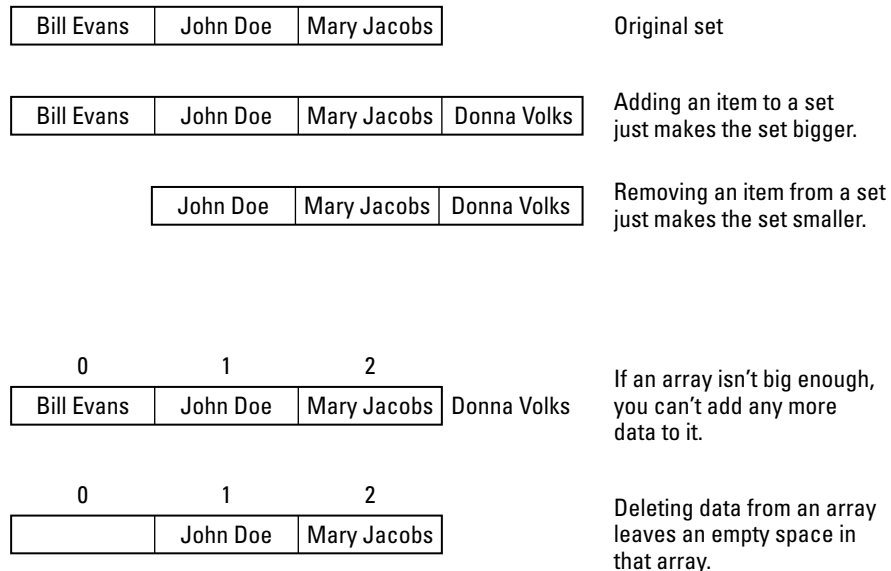 Bill Evans John Doe Mary Jacobs
Original set
Bill Evans John Doe Mary Jacobs Donna Volks
Adding an item to a set
just makes the set bigger.
John Doe Mary Jacobs Donna Volks
Removing an item from a set
just makes the set smaller.
0 1 2
Bill Evans John Doe Mary Jacobs Donna Volks
If an array isn’t big enough,
you can’t add any more
data to it.
0 1 2
John Doe Mary Jacobs
Deleting data from an array
leaves an empty space in
that array.